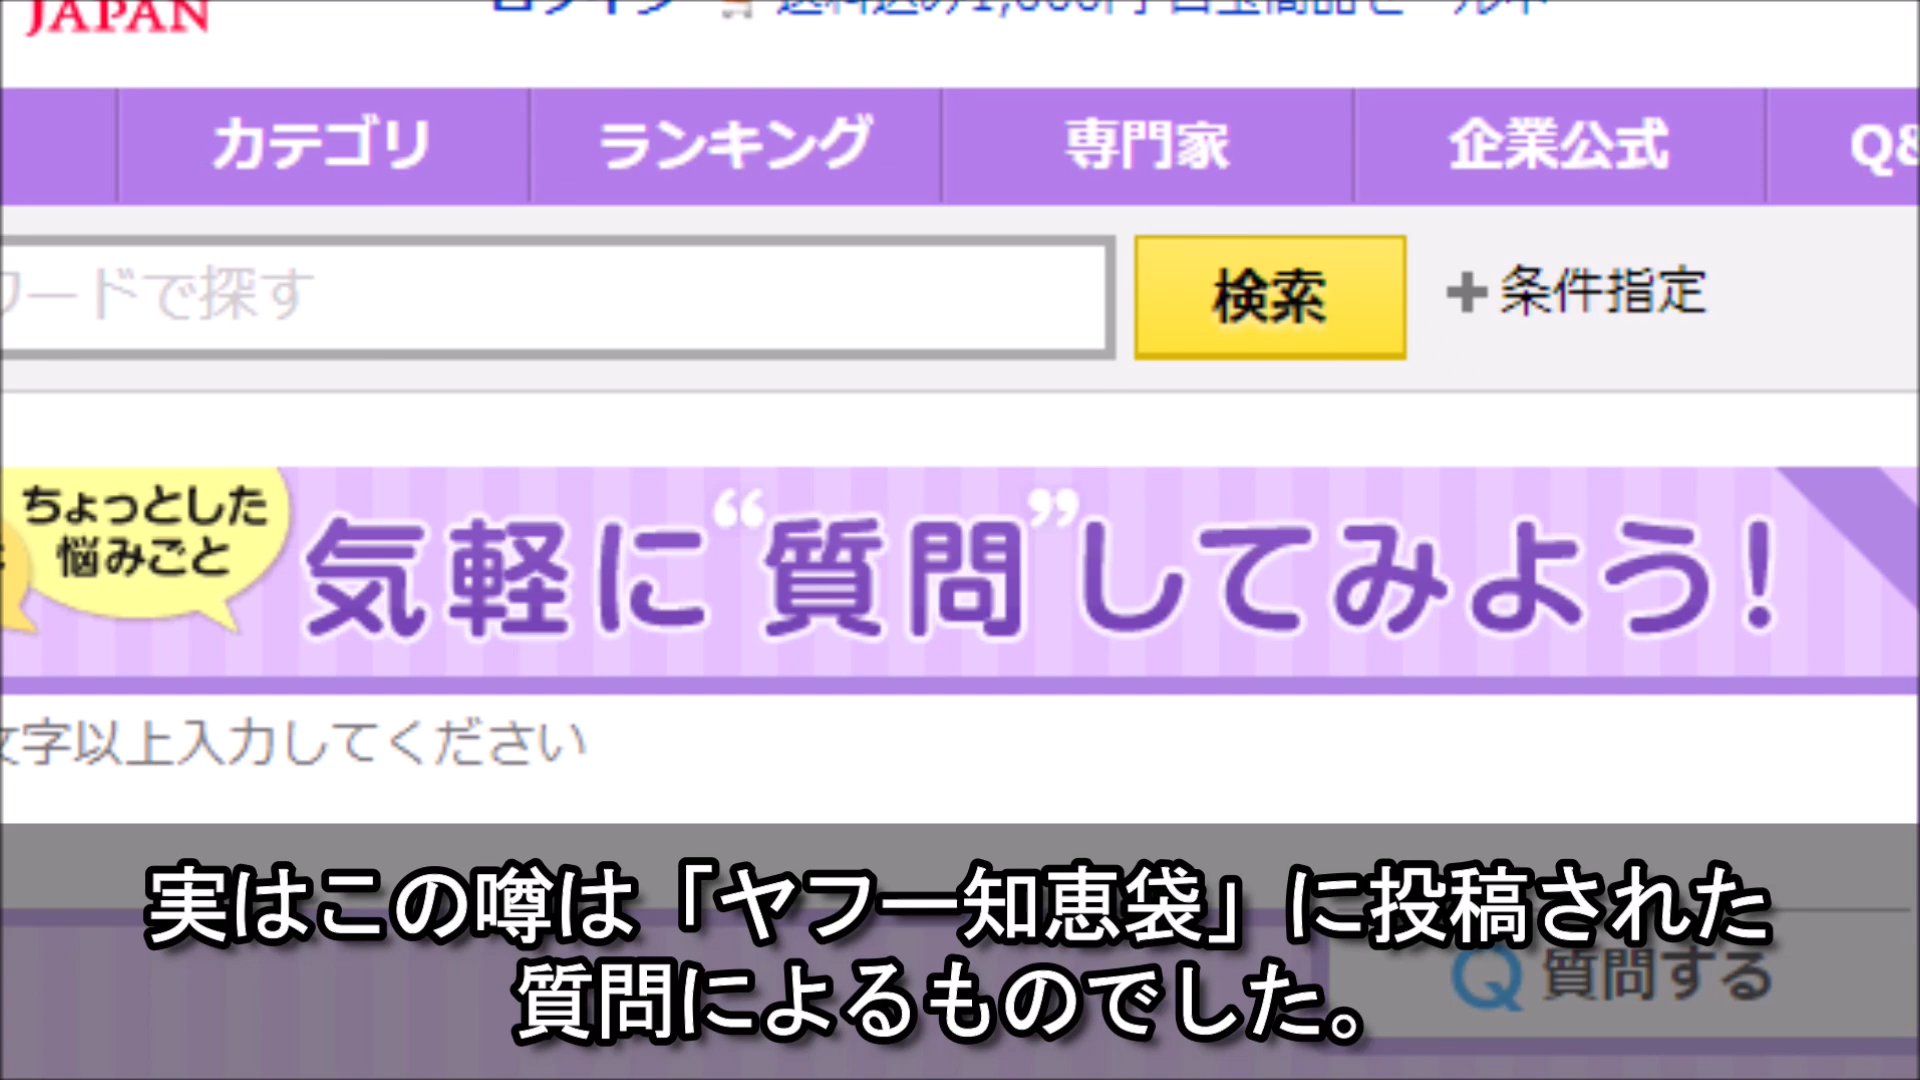 JAPAN
カテゴリ ランキング 専門家 企業公式
ードで探す 検索 +条件指定
ちょっとした
悩みごと
気軽に“質問”してみよう!
字以上入力してください
実はこの噂は「ヤフー知恵袋」に投稿された
質問によるものでした。
Q 質問する